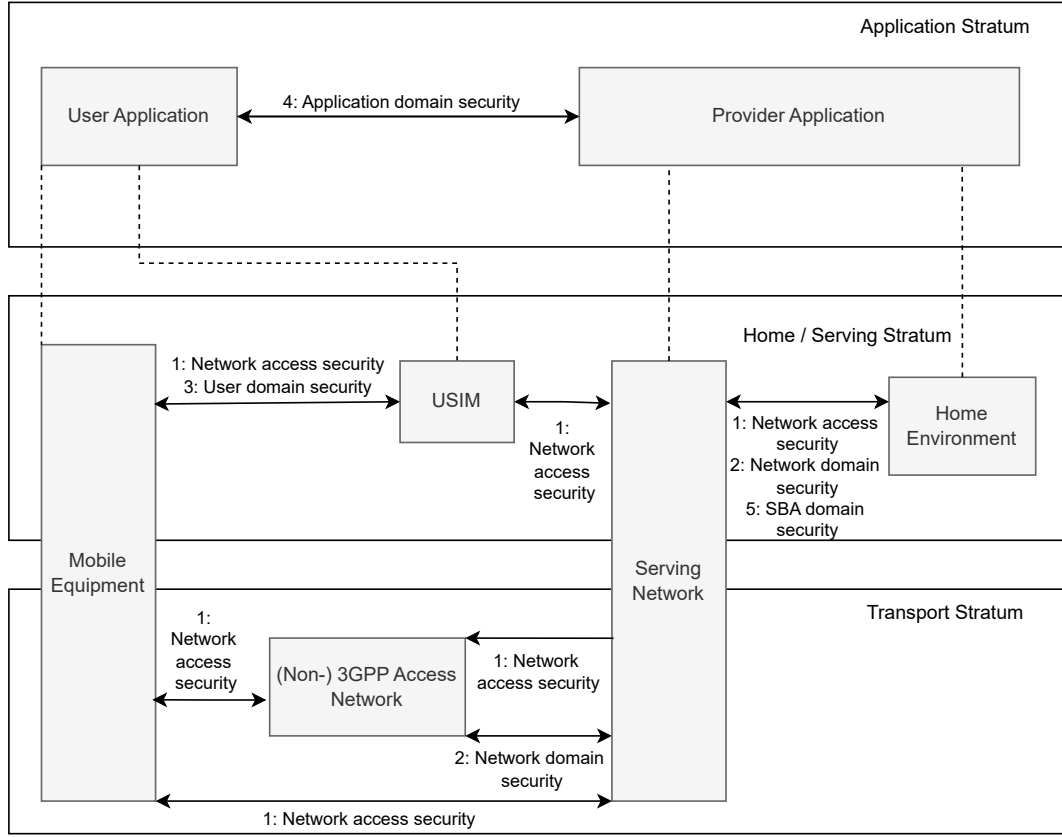 Application Stratum
User Application
4: Application domain security
Provider Application
Home / Serving Stratum
1: Network access security
3: User domain security
USIM
1:
Network
access
security
Home
Environment
1: Network access
security
2: Network domain
security
5: SBA domain
security
Mobile
Equipment
Serving
Network
Transport Stratum
1:
Network
access
security
(Non-) 3GPP Access
Network
1: Network
access security
2: Network domain
security
1: Network access security